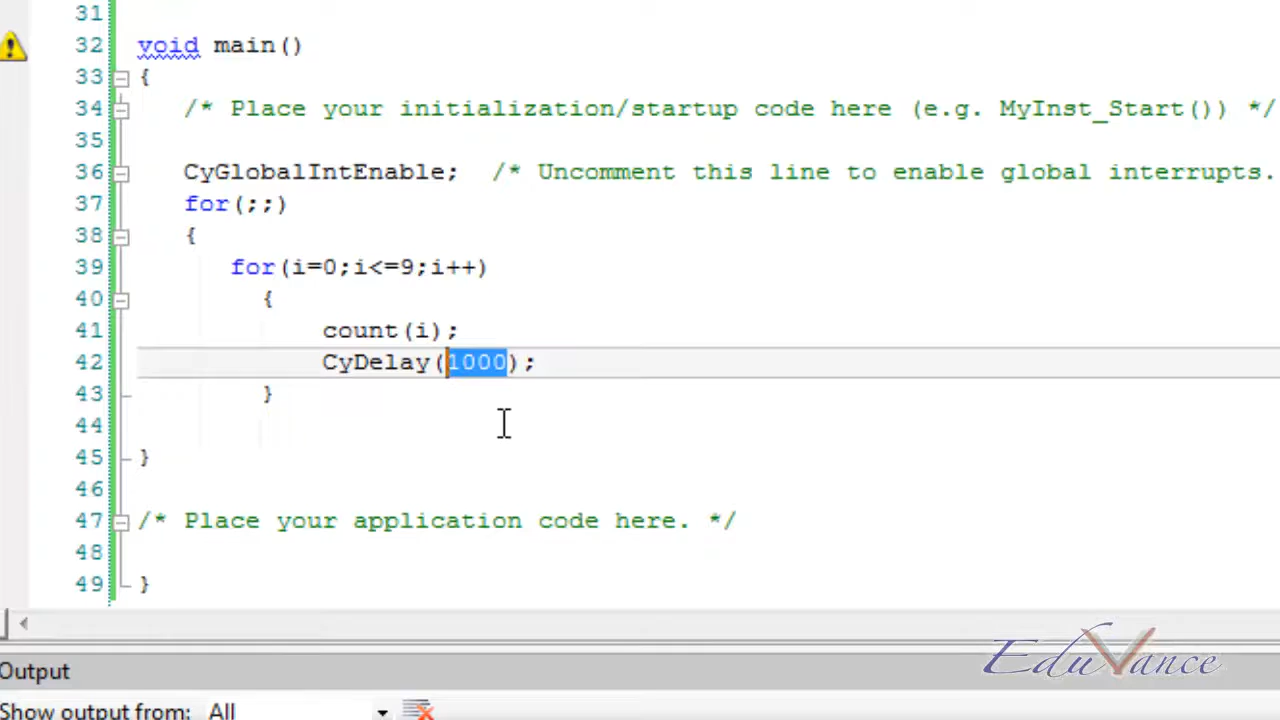 31
32 void main()
33 {
34 /* Place your initialization/startup code here (e.g. MyInst_Start()) */
35
36 CyGlobalIntEnable; /* Uncomment this line to enable global interrupts.
37 for(;;)
38 {
39 for(i=0;i<=9;i++)
40 {
41 count(i);
42 CyDelay(1000);
43 }
44
45 }
46
47 /* Place your application code here. */
48
49 }
EduVance
Output
Show output from: All